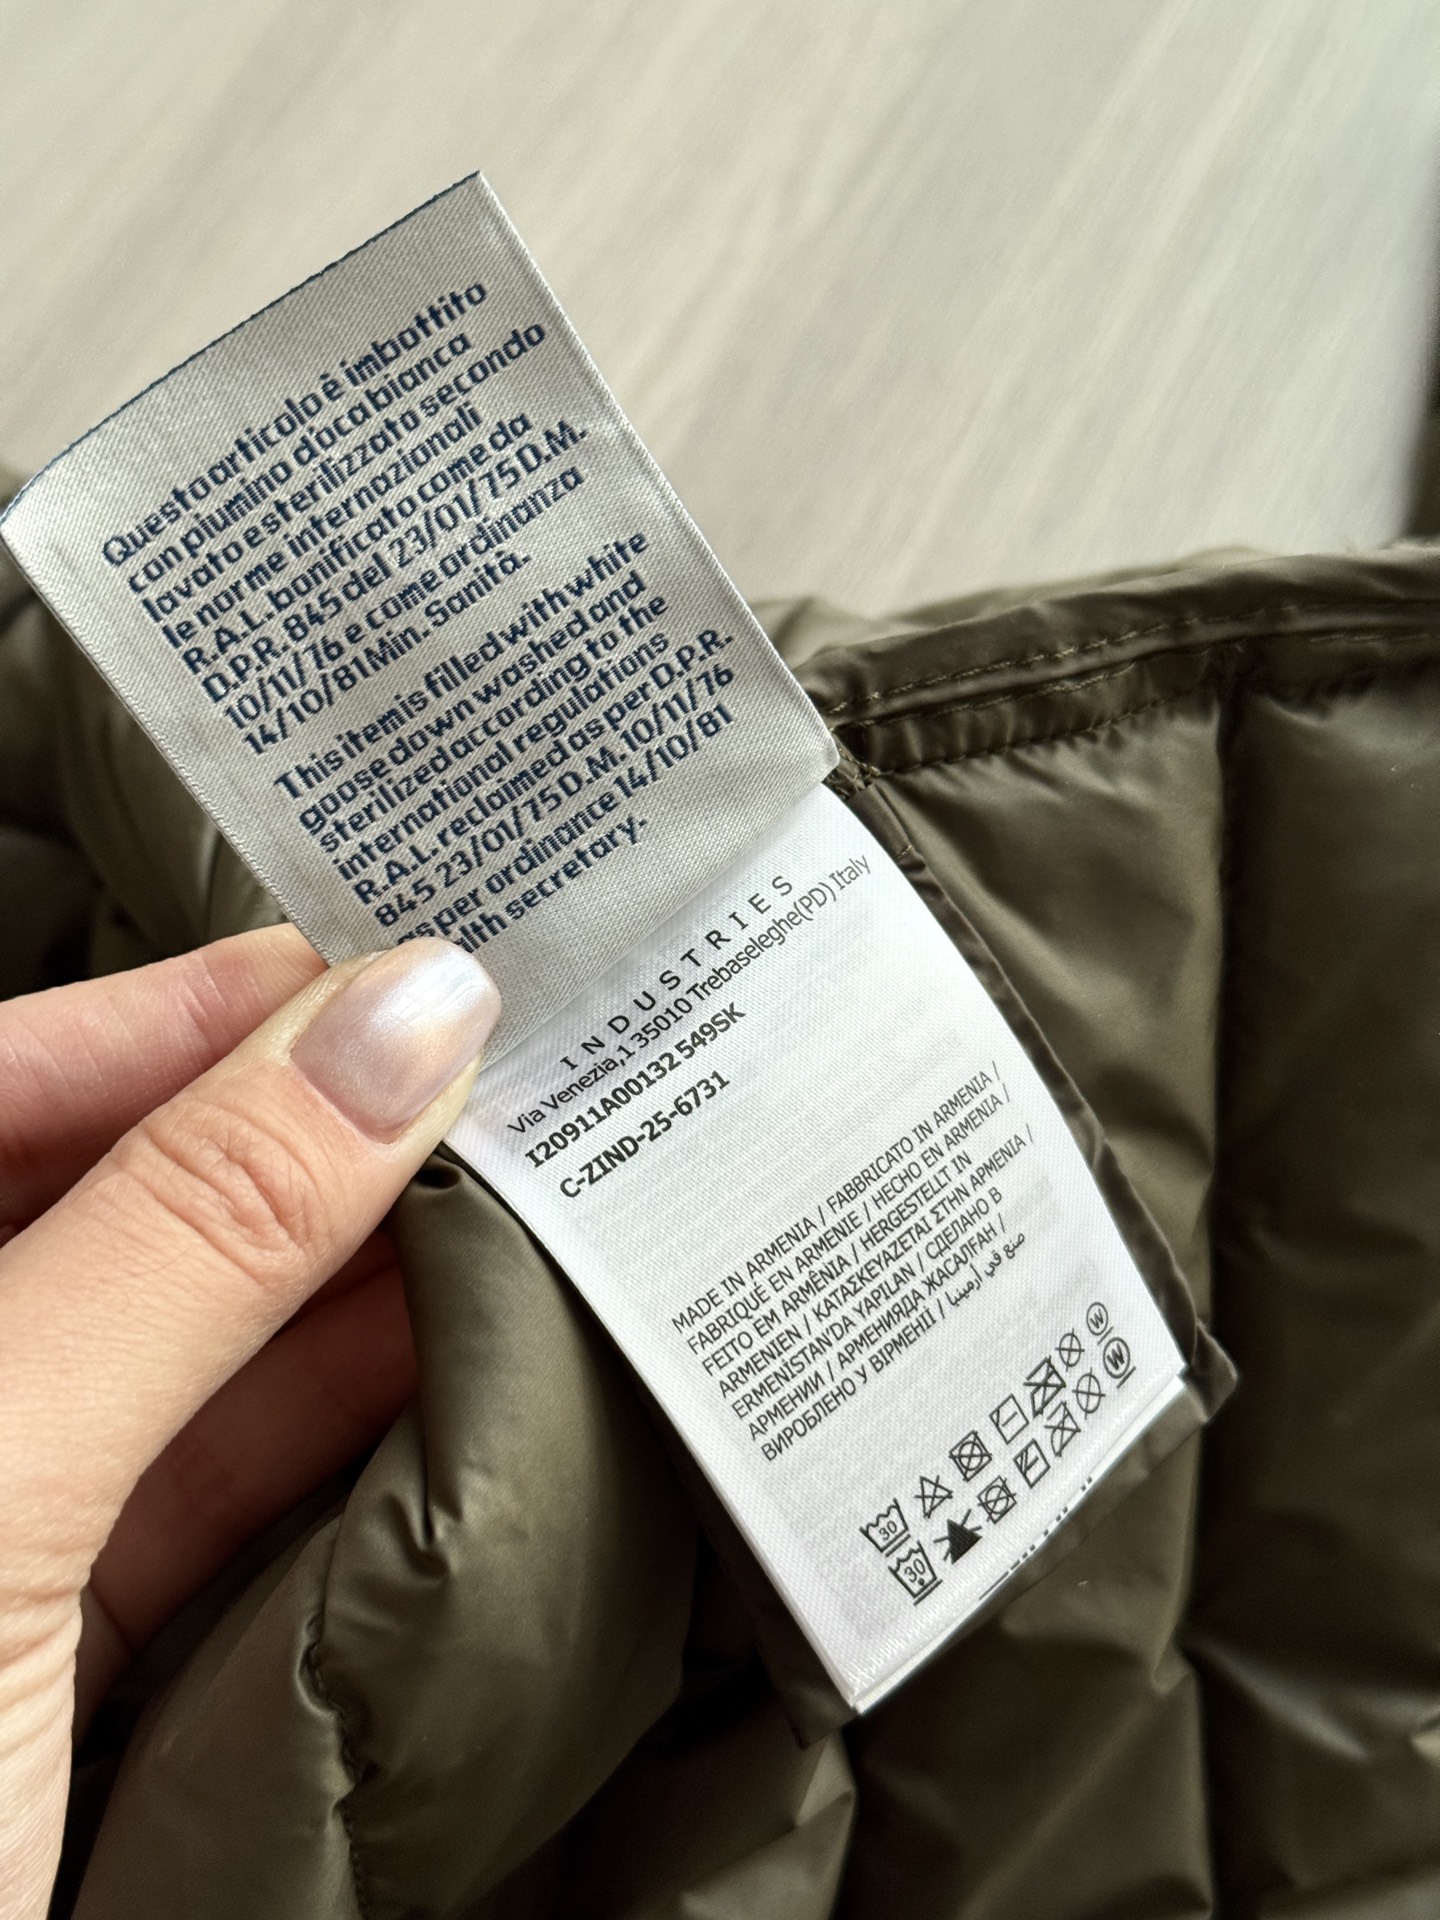 Questo articolo è imbottito
con piumino d'oca bianca
lavato e sterilizzato secondo
le norme internazionali
R.A.L. bonificato come da
D.P.R. 845 del 23/01/75 D.M.
10/11/76 e come ordinanza
14/10/81 Min. Sanità.
This item is filled with white
goose down washed and
sterilized according to the
international regulations
R.A.L. reclaimed as per D.P.R.
845 23/01/75 D.M. 10/11/76
as per ordinance 14/10/81
secretary.
INDUSTRIES
Via Venezia,1 35010 Trebaseleghe(PD) Italy
I20911A00132 549SK
C-ZIND-25-6731
MADE IN ARMENIA / FABBRICATO IN ARMENIA /
FABRIQUÉ EN ARMENIE / HECHO EN ARMENIA /
FEITO EM ARMÊNIA / HERGESTELLT IN
ARMENIEN / ΚΑΤΑΣΚΕΥΑΖΕΤΑΙ ΣΤΗΝ ΑΡΜΕΝΙΑ /
ERMENİSTAN'DA YAPILAN / СДЕЛАНО В
АРМЕНИИ / АРМЕНИЯДА ЖАСАЛҒАН /
ВИРОБЛЕНО У ВІРМЕНІЇ / صنع في أرمينيا
30 W
30 W